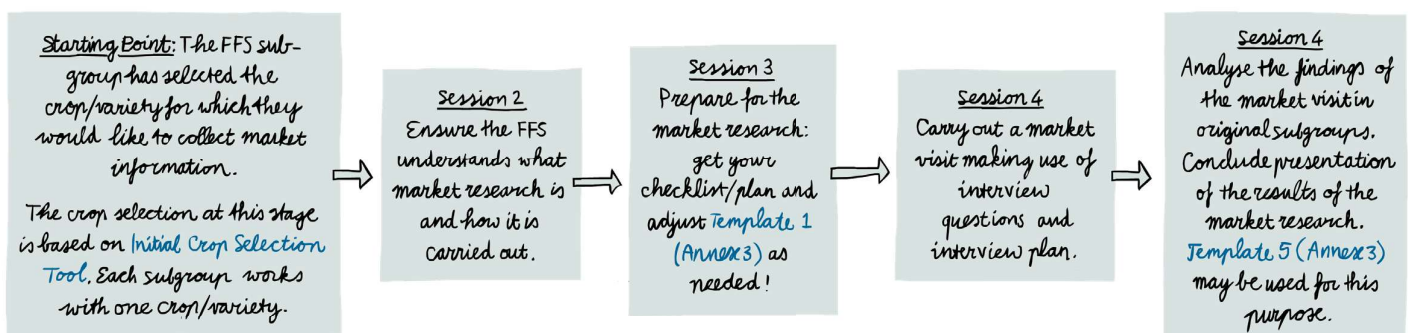 Starting Point: The FFS sub-
group has selected the
crop/variety for which they
would like to collect market
information.
The crop selection at this stage
is based on Initial Crop Selection
Tool. Each subgroup works
with one crop/variety.
Session 2
Ensure the FFS
understands what
market research is
and how it is
carried out.
Session 3
Prepare for the
market research:
get your
checklist/plan and
adjust Template 1
(Annex 3) as
needed!
Session 4
Carry out a market
visit making use of
interview
questions and
interview plan.
Session 4
Analyse the findings of
the market visit in
original subgroups.
Conclude presentation
of the results of the
market research.
Template 5 (Annex 3)
may be used for this
purpose.